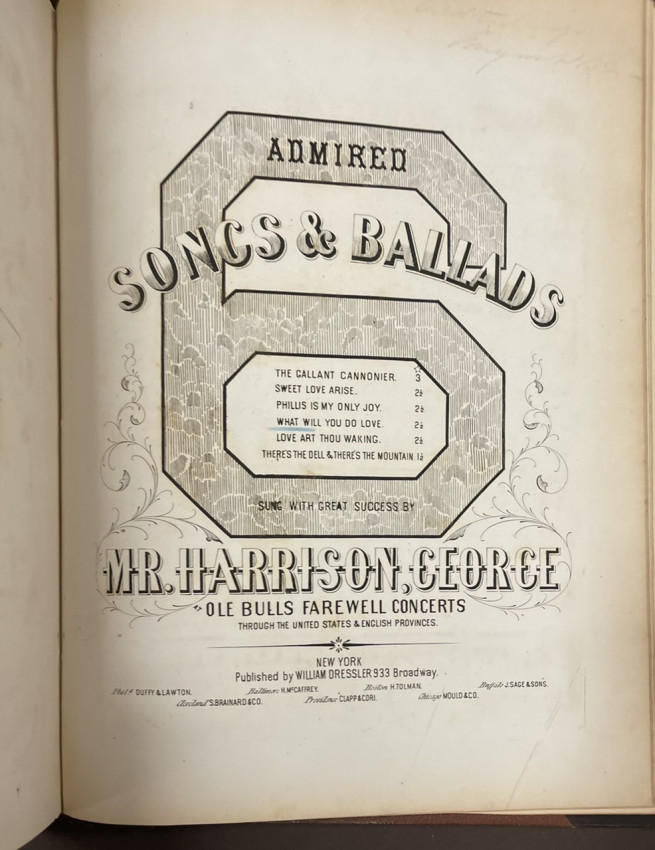 6
ADMIRED
SONGS & BALLADS
THE GALLANT CANNONIER. 3
SWEET LOVE ARISE. 2½
PHILLIS IS MY ONLY JOY. 2½
WHAT WILL YOU DO LOVE. 2½
LOVE ART THOU WAKING. 2½
THERE'S THE DELL & THERE'S THE MOUNTAIN. 1½
SUNG WITH GREAT SUCCESS BY
MR. HARRISON, GEORGE
OLE BULLS FAREWELL CONCERTS
THROUGH THE UNITED STATES & ENGLISH PROVINCES.
NEW YORK
Published by WILLIAM DRESSLER 933 Broadway.
Philᵃ DUFFY & LAWTON. Baltimore H. McCAFFREY. Boston H. TOLMAN. Buffalo J. SAGE & SONS.
Cleveland S. BRAINARD & CO. Providence CLAPP & CORI. Chicago MOULD & CO.